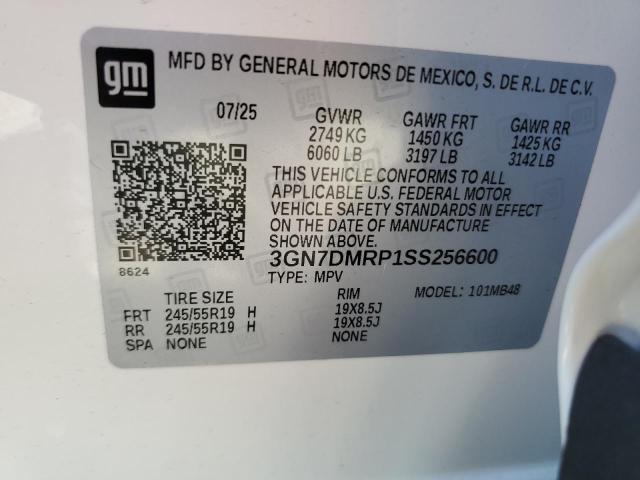 gm
MFD BY GENERAL MOTORS DE MEXICO, S. DE R.L. DE C.V.
07/25 GVWR GAWR FRT GAWR RR
2749 KG 1450 KG 1425 KG
6060 LB 3197 LB 3142 LB
THIS VEHICLE CONFORMS TO ALL
APPLICABLE U.S. FEDERAL MOTOR
VEHICLE SAFETY STANDARDS IN EFFECT
ON THE DATE OF MANUFACTURE
SHOWN ABOVE.
3GN7DMRP1SS256600
8624
TYPE: MPV MODEL: 101MB48
TIRE SIZE RIM
FRT 245/55R19 H 19X8.5J
RR 245/55R19 H 19X8.5J
SPA NONE NONE